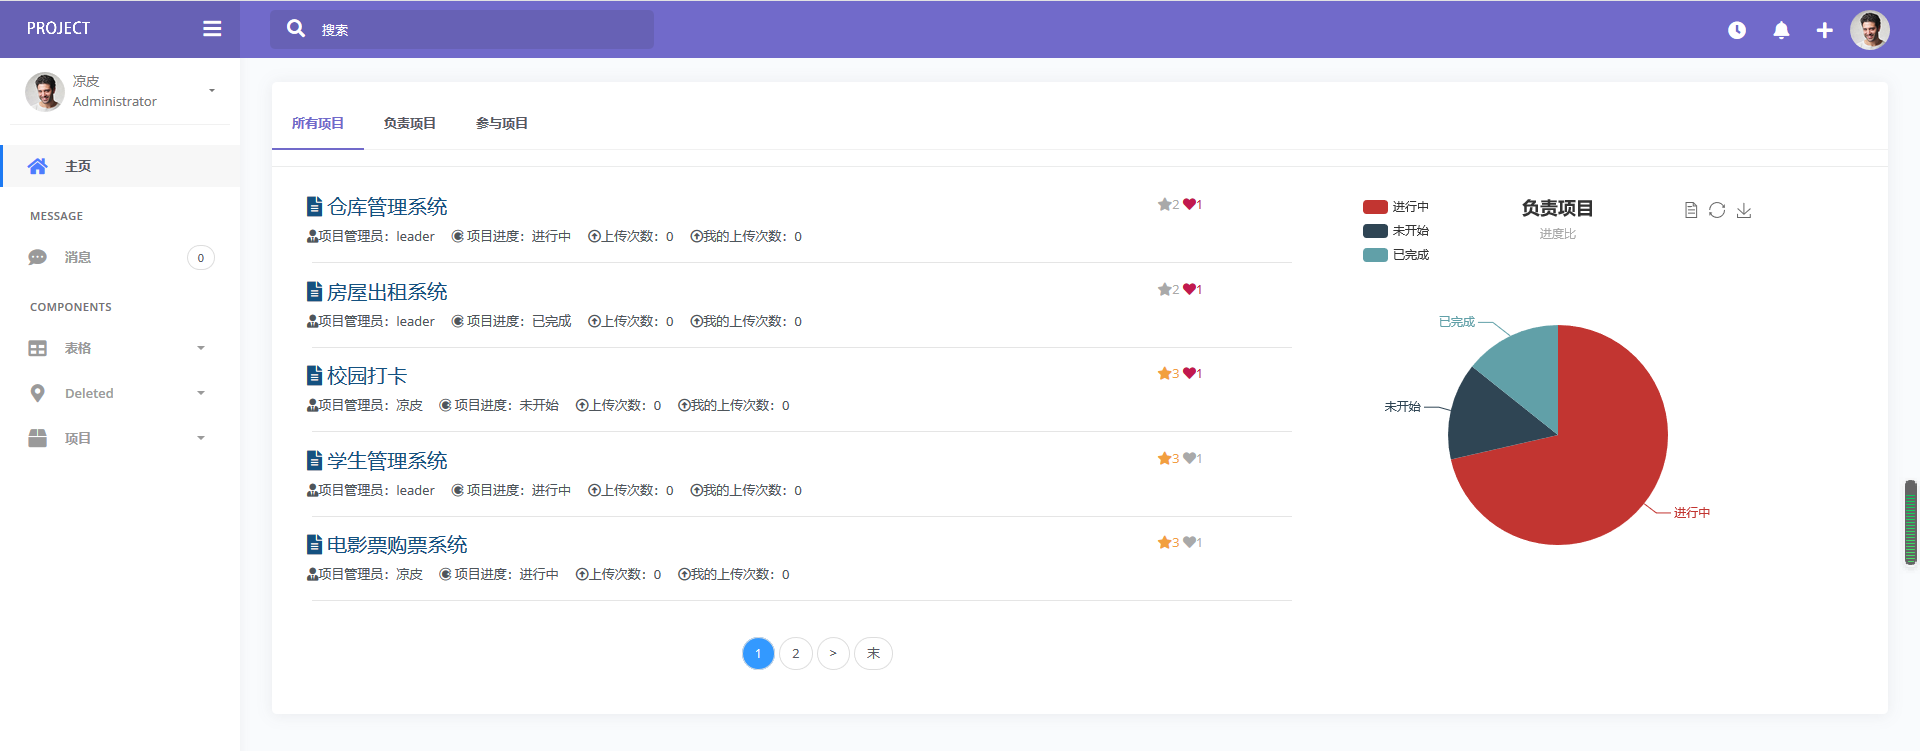 PROJECT
搜索
凉皮
Administrator
主页
MESSAGE
消息 0
COMPONENTS
表格
Deleted
项目
所有项目 负责项目 参与项目
仓库管理系统 2 1
项目管理员：leader 项目进度：进行中 上传次数：0 我的上传次数：0
房屋出租系统 2 1
项目管理员：leader 项目进度：已完成 上传次数：0 我的上传次数：0
校园打卡 3 1
项目管理员：凉皮 项目进度：未开始 上传次数：0 我的上传次数：0
学生管理系统 3 1
项目管理员：leader 项目进度：进行中 上传次数：0 我的上传次数：0
电影票购票系统 3 1
项目管理员：凉皮 项目进度：进行中 上传次数：0 我的上传次数：0
1 2 > 末
进行中
未开始
已完成
负责项目
进度比
已完成
未开始
进行中